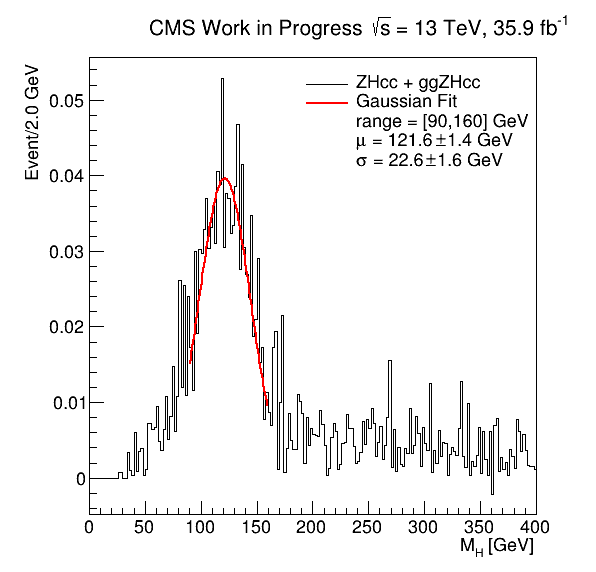 CMS Work in Progress √s = 13 TeV, 35.9 fb⁻¹
Event/2.0 GeV
ZHcc + ggZHcc
Gaussian Fit
range = [90,160] GeV
μ = 121.6±1.4 GeV
σ = 22.6±1.6 GeV
0.05
0.04
0.03
0.02
0.01
0
0 50 100 150 200 250 300 350 400
M_H [GeV]